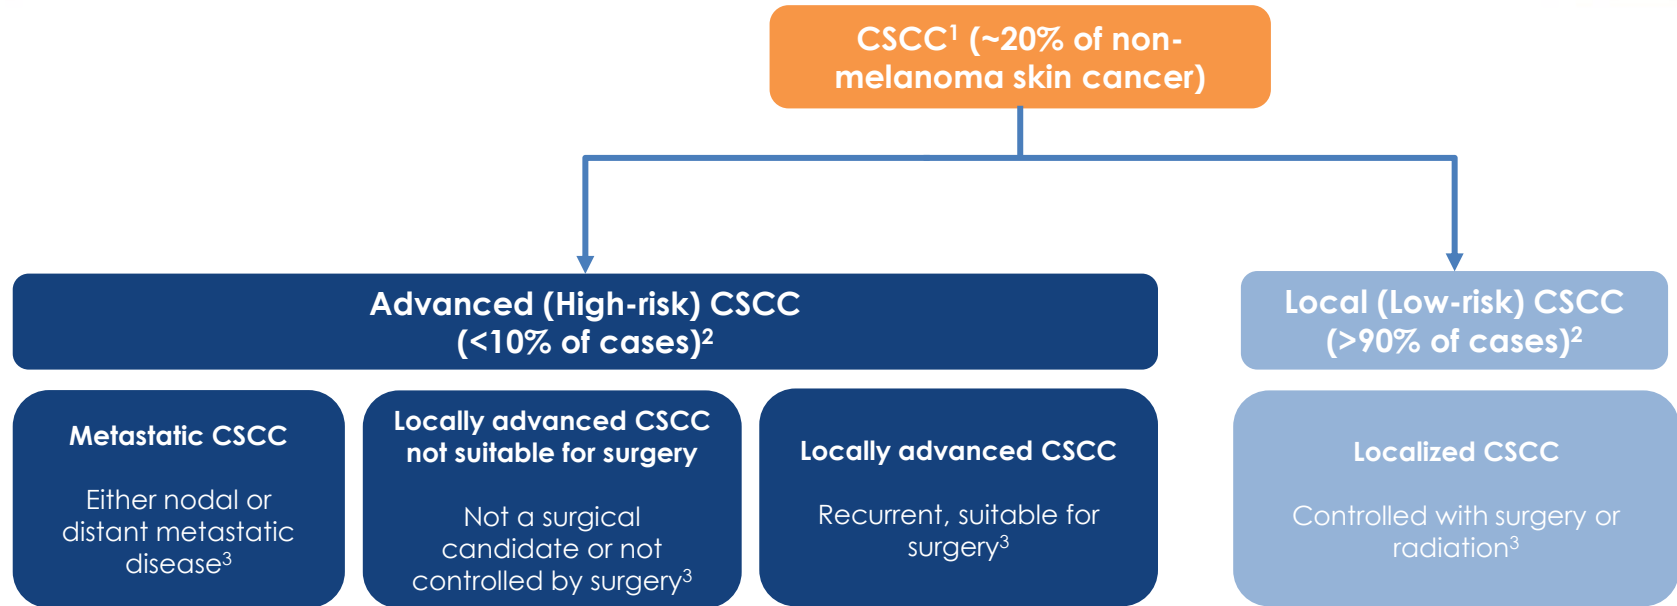 CSCC¹ (~20% of non-
melanoma skin cancer)
Advanced (High-risk) CSCC
(<10% of cases)²
Local (Low-risk) CSCC
(>90% of cases)²
Metastatic CSCC
Either nodal or
distant metastatic
disease³
Locally advanced CSCC
not suitable for surgery
Not a surgical
candidate or not
controlled by surgery³
Locally advanced CSCC
Recurrent, suitable for
surgery³
Localized CSCC
Controlled with surgery or
radiation³